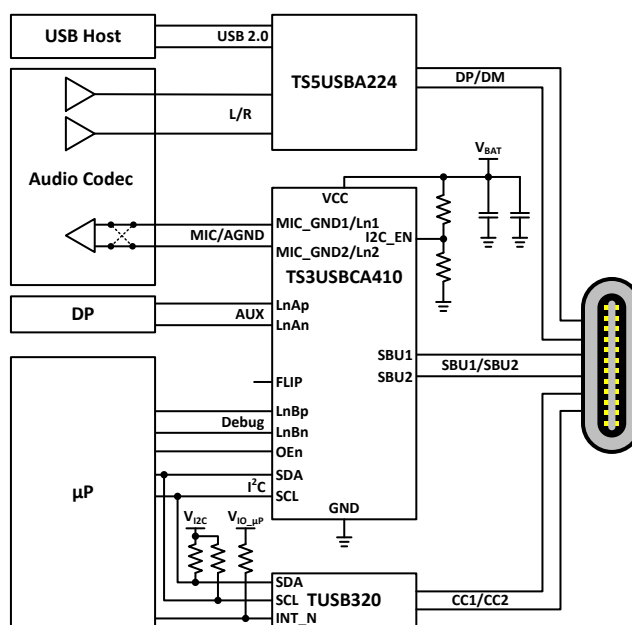 USB Host
USB 2.0
TS5USBA224
DP/DM
L/R
Audio Codec
VBAT
VCC
MIC_GND1/Ln1
MIC/AGND
I2C_EN
MIC_GND2/Ln2
TS3USBCA410
DP
AUX
LnAp
LnAn
SBU1
SBU1/SBU2
SBU2
FLIP
LnBp
Debug
LnBn
OEn
SDA
I²C
SCL
µP
GND
VI2C
VIO_µP
SDA
TUSB320
SCL
CC1/CC2
INT_N